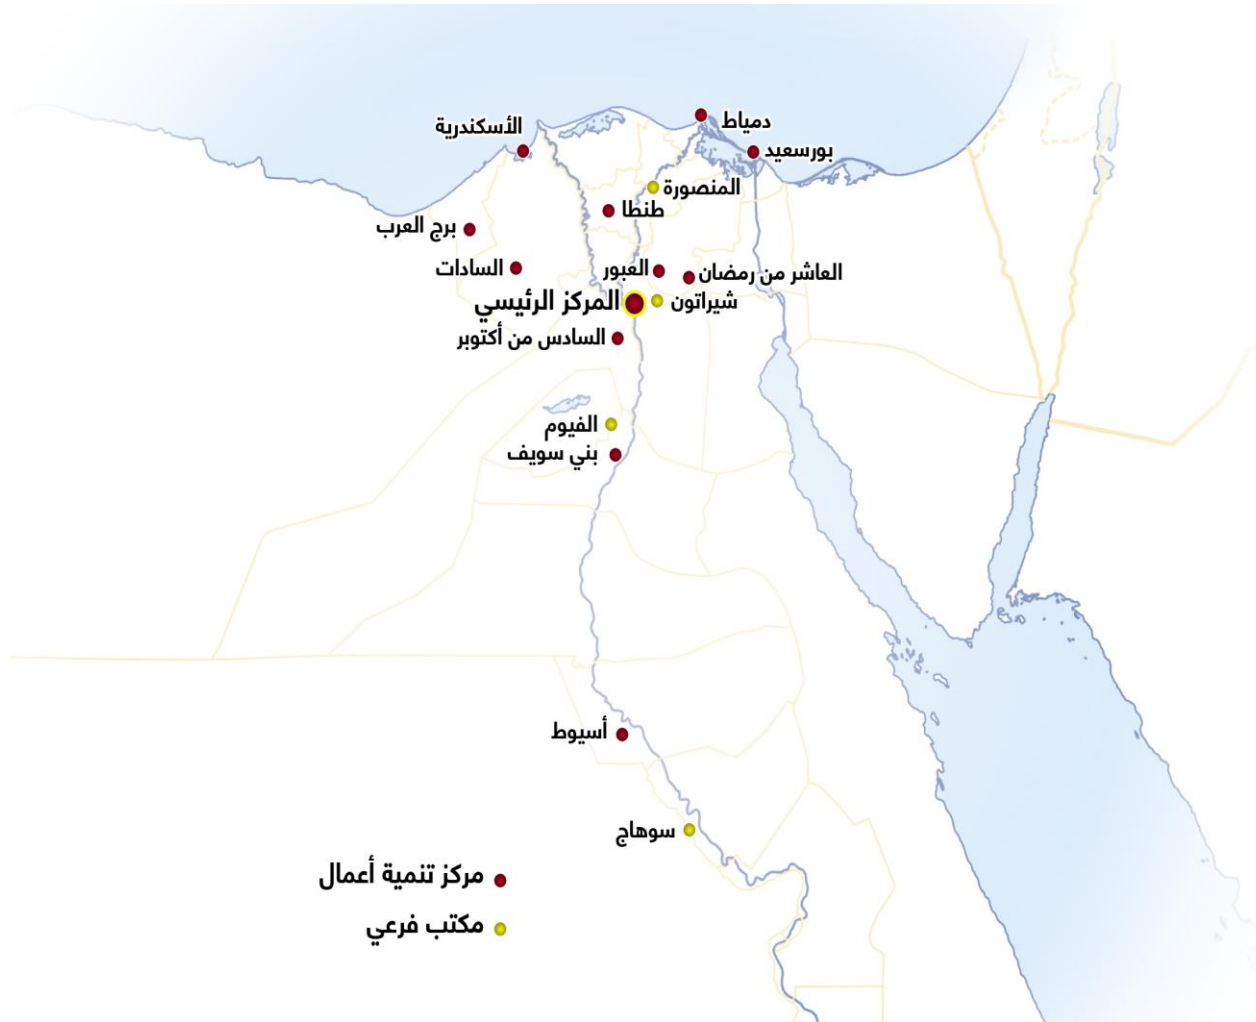 دمياط
الأسكندرية
بورسعيد
المنصورة
طنطا
برج العرب
العبور
السادات
العاشر من رمضان
شيراتون
المركز الرئيسي
السادس من أكتوبر
الفيوم
بني سويف
أسيوط
سوهاج
مركز تنمية أعمال
مكتب فرعي